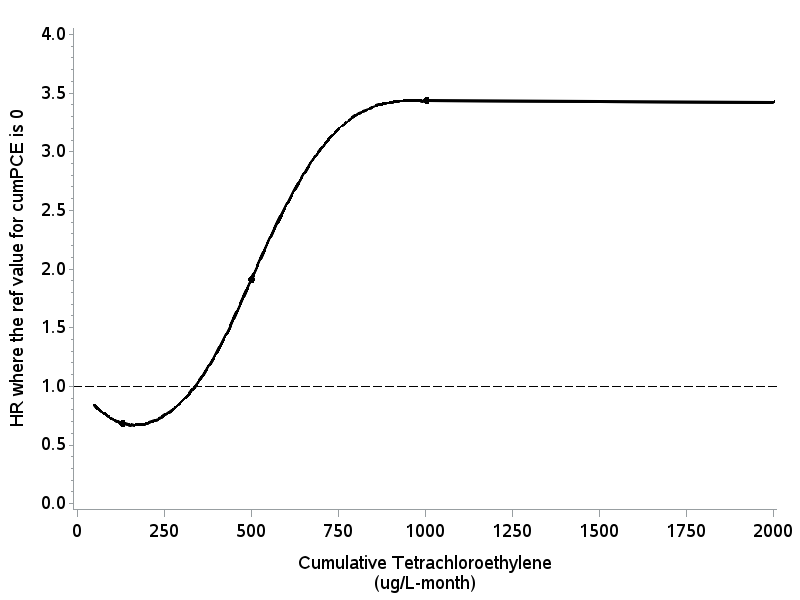 HR where the ref value for cumPCE is 0
4.0
3.5
3.0
2.5
2.0
1.5
1.0
0.5
0.0
0 250 500 750 1000 1250 1500 1750 2000
Cumulative Tetrachloroethylene
(ug/L-month)